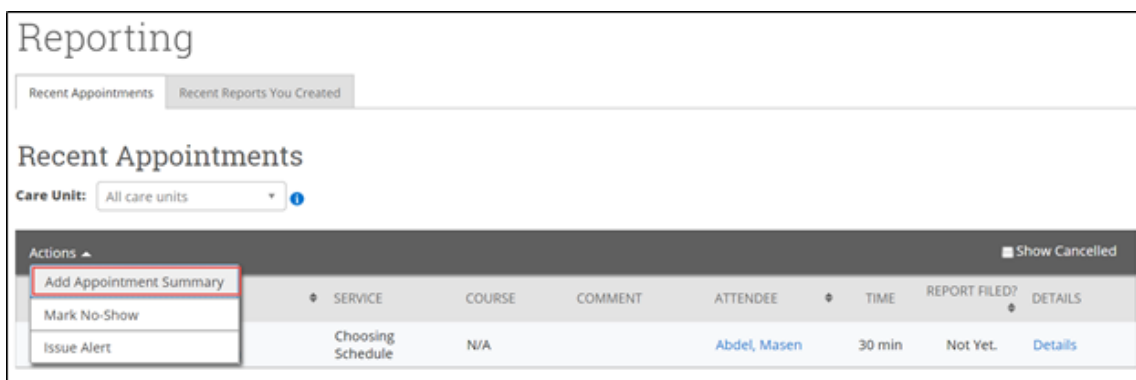 Reporting
Recent Appointments Recent Reports You Created
Recent Appointments
Care Unit: All care units
Actions Show Cancelled
Add Appointment Summary
SERVICE COURSE COMMENT ATTENDEE TIME REPORT FILED? DETAILS
Mark No-Show
Issue Alert
Choosing Schedule N/A Abdel, Masen 30 min Not Yet. Details